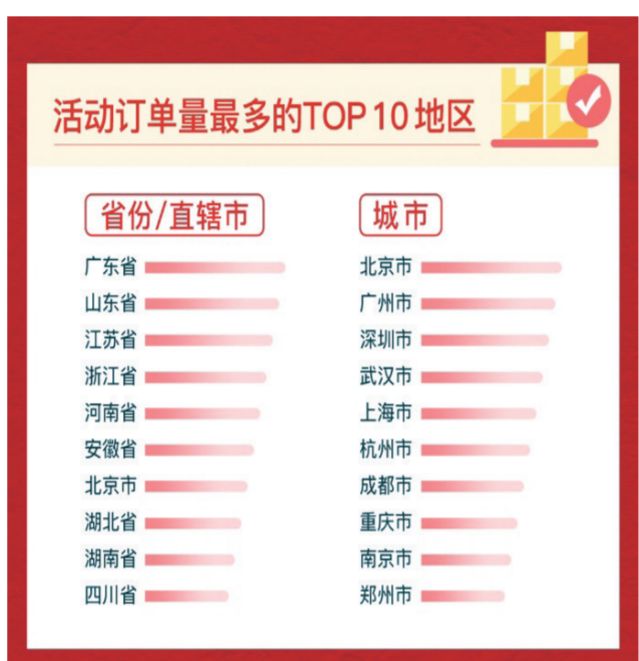 活动订单量最多的TOP 10 地区
省份/直辖市
广东省
山东省
江苏省
浙江省
河南省
安徽省
北京市
湖北省
湖南省
四川省
城市
北京市
广州市
深圳市
武汉市
上海市
杭州市
成都市
重庆市
南京市
郑州市